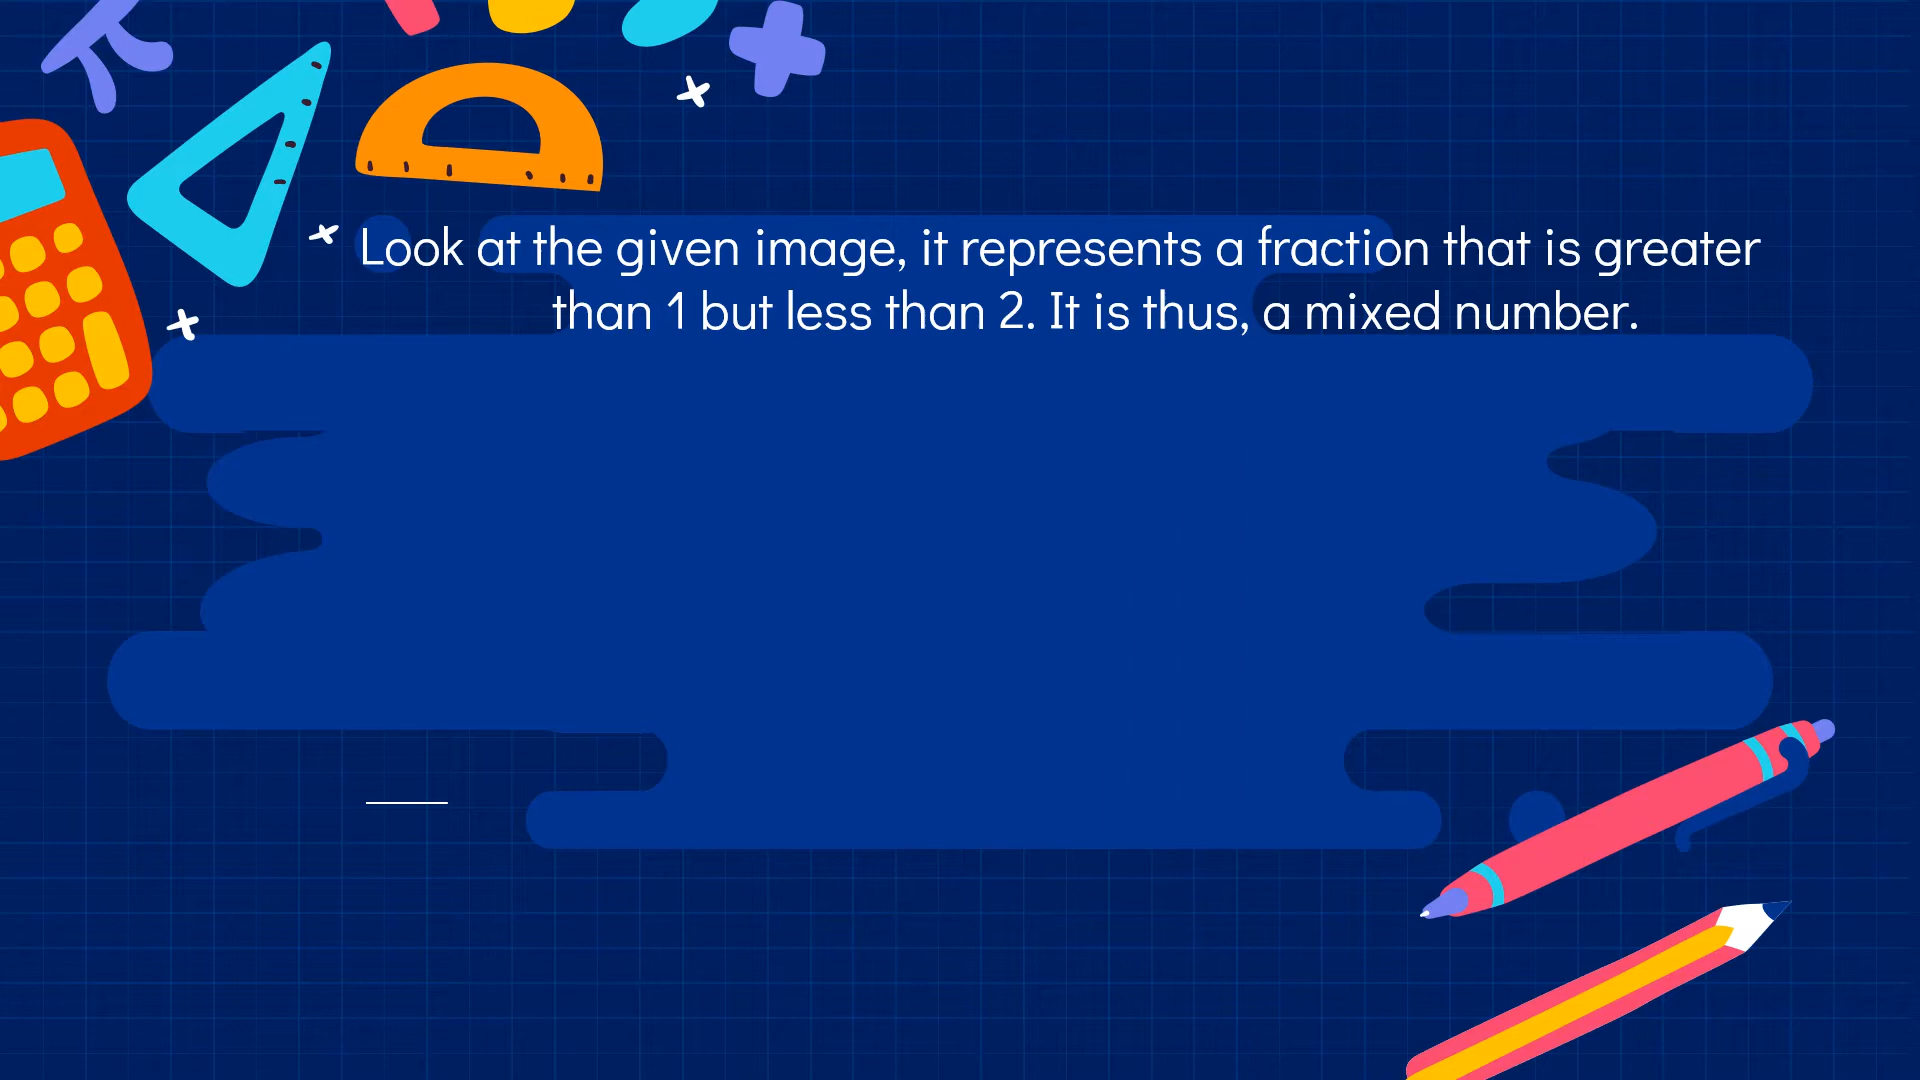 Look at the given image, it represents a fraction that is greater
than 1 but less than 2. It is thus, a mixed number.